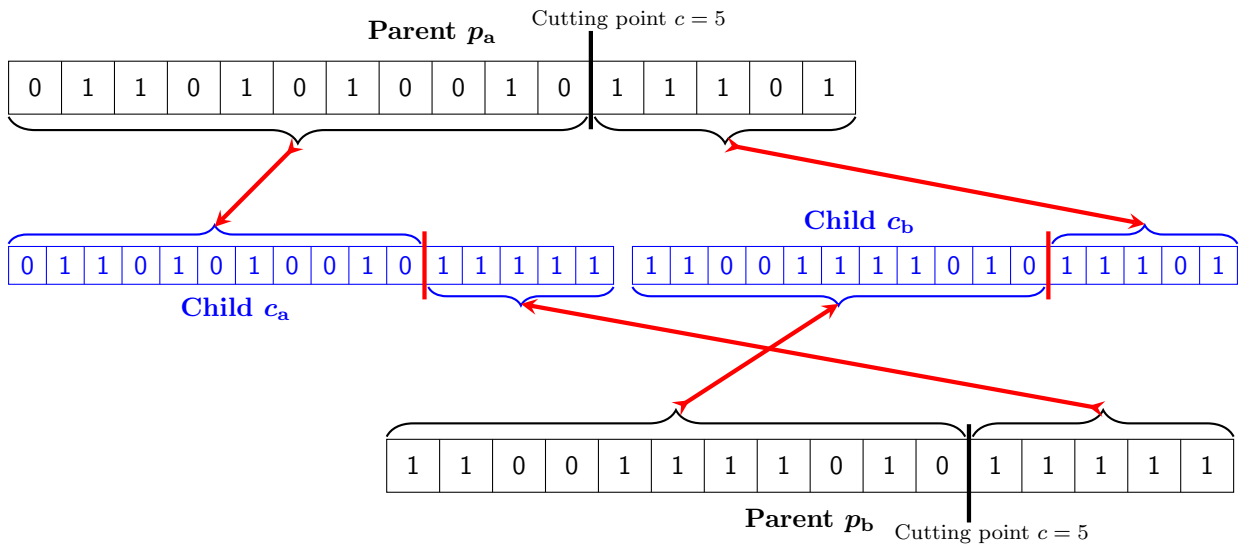 Cutting point c = 5
Parent pₐ
0 1 1 0 1 0 1 0 0 1 0 1 1 1 0 1
Child c_b
0 1 1 0 1 0 1 0 0 1 0 1 1 1 1 1
1 1 0 0 1 1 1 1 0 1 0 1 1 1 0 1
Child cₐ
1 1 0 0 1 1 1 1 0 1 0 1 1 1 1 1
Parent p_b
Cutting point c = 5